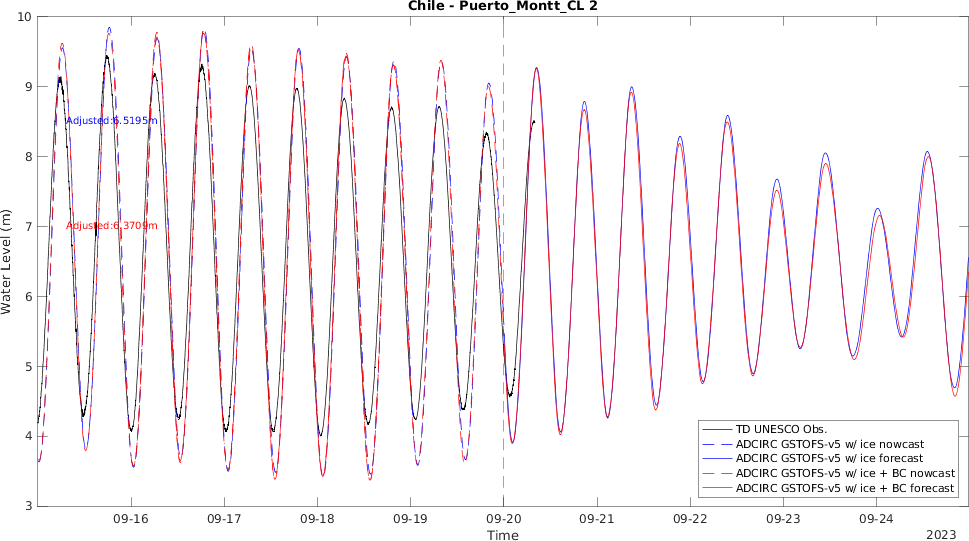 Chile - Puerto_Montt_CL 2
10
9
8
7
6
5
4
3
Water Level (m)
Adjusted:6.5195m
Adjusted:6.3709m
TD UNESCO Obs.
ADCIRC GSTOFS-v5 w/ ice nowcast
ADCIRC GSTOFS-v5 w/ ice forecast
ADCIRC GSTOFS-v5 w/ ice + BC nowcast
ADCIRC GSTOFS-v5 w/ ice + BC forecast
09-16 09-17 09-18 09-19 09-20 09-21 09-22 09-23 09-24
Time
2023